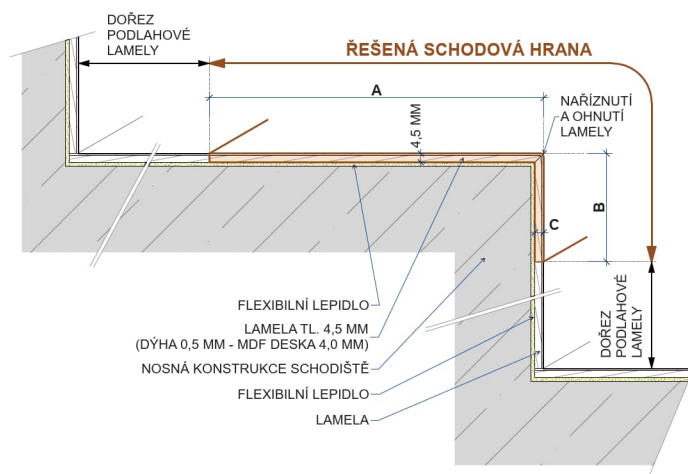 DOŘEZ
PODLAHOVÉ
LAMELY
ŘEŠENÁ SCHODOVÁ HRANA
A
4,5 MM
NAŘÍZNUTÍ
A OHNUTÍ
LAMELY
B
C
FLEXIBILNÍ LEPIDLO
LAMELA TL. 4,5 MM
(DÝHA 0,5 MM - MDF DESKA 4,0 MM)
NOSNÁ KONSTRUKCE SCHODIŠTĚ
FLEXIBILNÍ LEPIDLO
LAMELA
DOŘEZ
PODLAHOVÉ
LAMELY